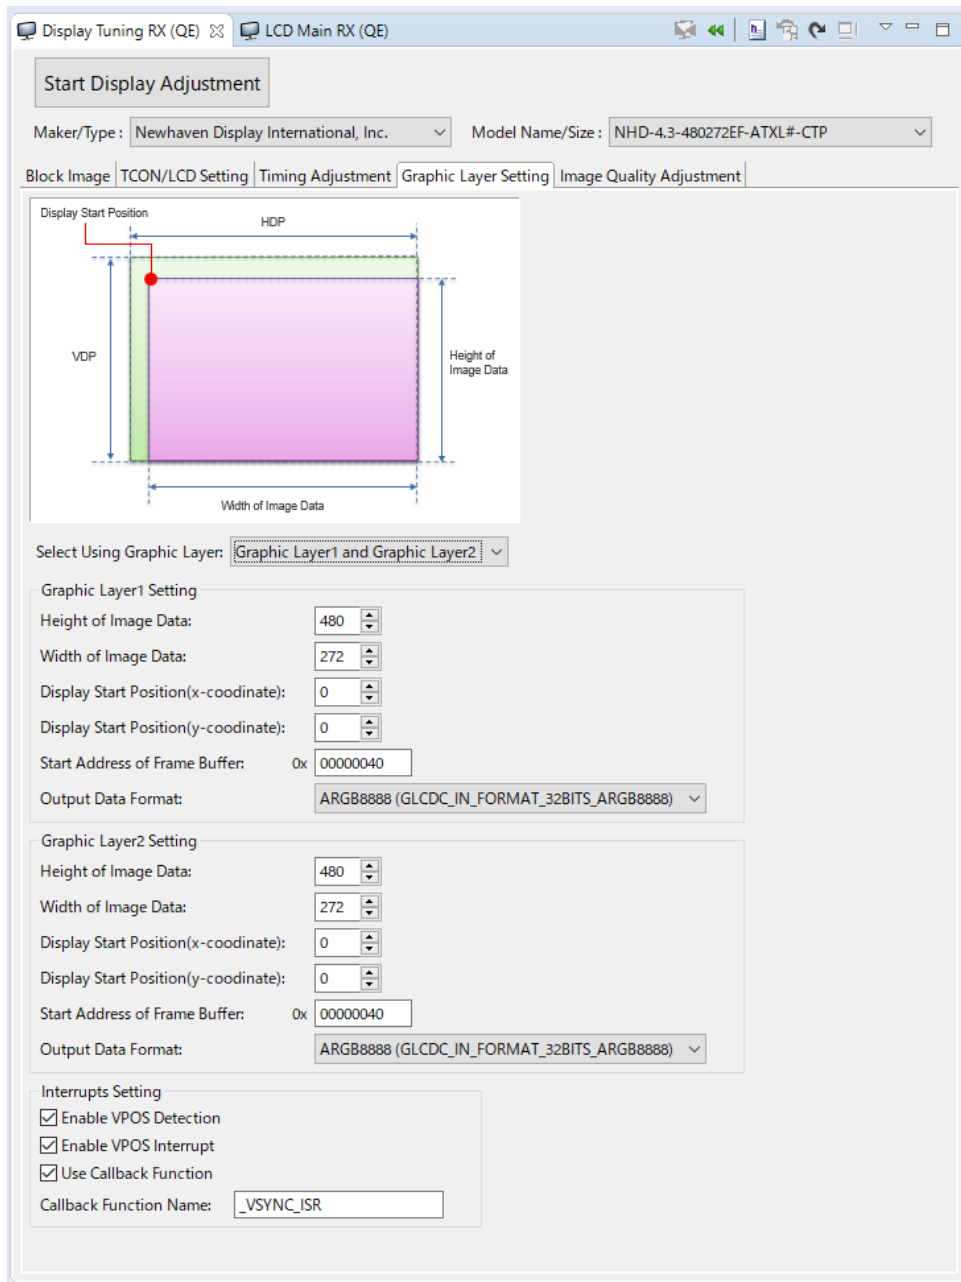 Display Tuning RX (QE) LCD Main RX (QE)
Start Display Adjustment
Maker/Type : Newhaven Display International, Inc. Model Name/Size : NHD-4.3-480272EF-ATXL#-CTP
Block Image TCON/LCD Setting Timing Adjustment Graphic Layer Setting Image Quality Adjustment
Display Start Position
HDP
VDP
Height of
Image Data
Width of Image Data
Select Using Graphic Layer: Graphic Layer1 and Graphic Layer2
Graphic Layer1 Setting
Height of Image Data: 480
Width of Image Data: 272
Display Start Position(x-coodinate): 0
Display Start Position(y-coodinate): 0
Start Address of Frame Buffer: 0x 00000040
Output Data Format: ARGB8888 (GLCDC_IN_FORMAT_32BITS_ARGB8888)
Graphic Layer2 Setting
Height of Image Data: 480
Width of Image Data: 272
Display Start Position(x-coodinate): 0
Display Start Position(y-coodinate): 0
Start Address of Frame Buffer: 0x 00000040
Output Data Format: ARGB8888 (GLCDC_IN_FORMAT_32BITS_ARGB8888)
Interrupts Setting
Enable VPOS Detection
Enable VPOS Interrupt
Use Callback Function
Callback Function Name: _VSYNC_ISR